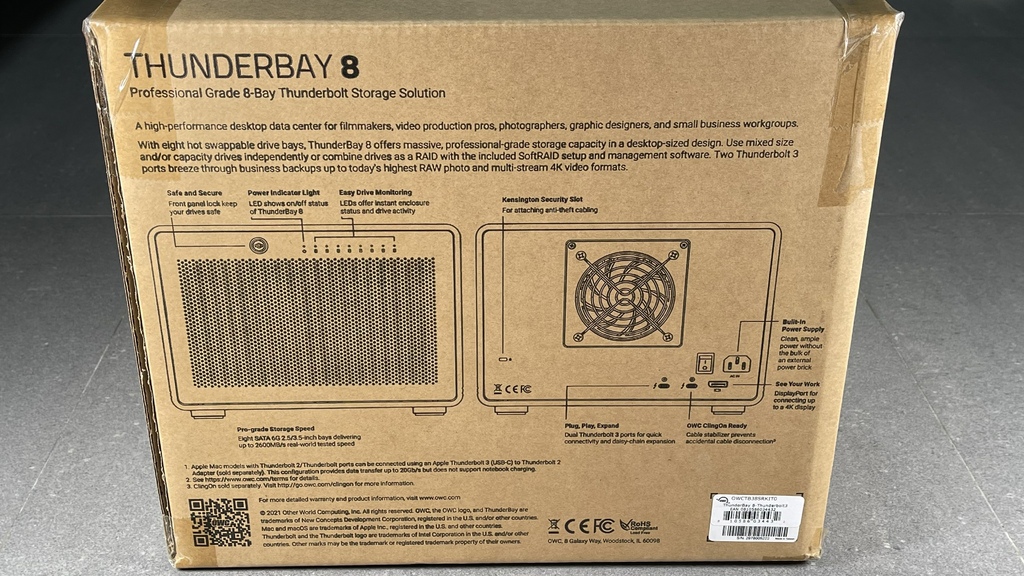 THUNDERBAY 8
Professional Grade 8-Bay Thunderbolt Storage Solution
A high-performance desktop data center for filmmakers, video production pros, photographers, graphic designers, and small business workgroups.
With eight hot swappable drive bays, ThunderBay 8 offers massive, professional-grade storage capacity in a desktop-sized design. Use mixed size
and/or capacity drives independently or combine drives as a RAID with the included SoftRAID setup and management software. Two Thunderbolt 3
ports breeze through business backups up to today's highest RAW photo and multi-stream 4K video formats.
Safe and Secure
Front panel lock keep
your drives safe
Power Indicator Light
LED shows on/off status
of ThunderBay 8
Easy Drive Monitoring
LEDs offer instant enclosure
status and drive activity
Kensington Security Slot
For attaching anti-theft cabling
Built-In
Power Supply
Clean, ample
power without
the bulk of
an external
power brick
AC IN
See Your Work
DisplayPort for
connecting up
to a 4K display
CE FC
Pro-grade Storage Speed
Eight SATA 6G 2.5/3.5-inch bays delivering
up to 2600MB/s real-world tested speed
Plug, Play, Expand
Dual Thunderbolt 3 ports for quick
connectivity and daisy-chain expansion.
OWC ClingOn Ready
Cable stabilizer prevents
accidental cable disconnection³
1. Apple Mac models with Thunderbolt 2/Thunderbolt ports can be connected using an Apple Thunderbolt 3 (USB-C) to Thunderbolt 2
Adapter (sold separately). This configuration provides data transfer up to 20Gb/s but does not support notebook charging.
2. See https://www.owc.com/terms for details.
3. ClingOn sold separately. Visit http://go.owc.com/clingon for more information.
For more detailed warranty and product information, visit www.owc.com
© 2021 Other World Computing, Inc. All rights reserved. OWC, the OWC logo, and ThunderBay are
trademarks of New Concepts Development Corporation, registered in the U.S. and/or other countries.
Mac and macOS are trademarks of Apple Inc., registered in the U.S. and other countries.
Thunderbolt and the Thunderbolt logo are trademarks of Intel Corporation in the U.S. and/or other
countries. Other marks may be the trademark or registered trademark property of their owners.
OWC
CE FC
RoHS
Compliant
Lead Free
OWC, 8 Galaxy Way, Woodstock, IL 60098
OWCTB38SRKIT0
ThunderBay 8 Thunderbolt3